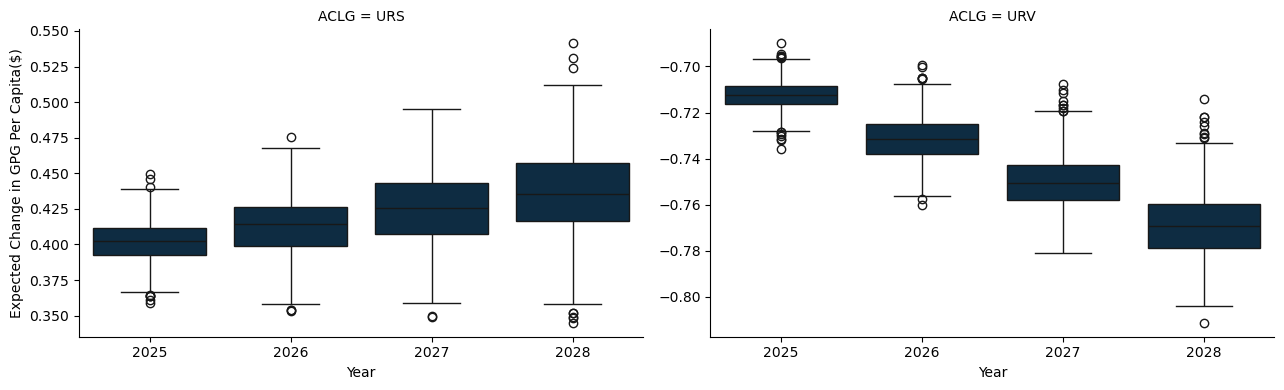 ACLG = URS
ACLG = URV
Expected Change in GPG Per Capita($)
0.550
0.525
0.500
0.475
0.450
0.425
0.400
0.375
0.350
2025 2026 2027 2028
Year
−0.70
−0.72
−0.74
−0.76
−0.78
−0.80
2025 2026 2027 2028
Year